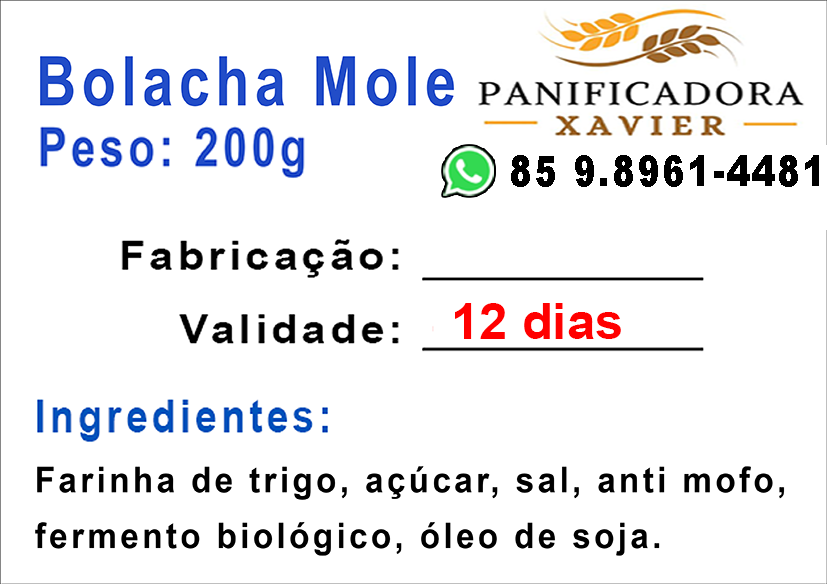 Bolacha Mole
Peso: 200g
PANIFICADORA
XAVIER
85 9.8961-4481
Fabricação:
Validade: 12 dias
Ingredientes:
Farinha de trigo, açúcar, sal, anti mofo,
fermento biológico, óleo de soja.